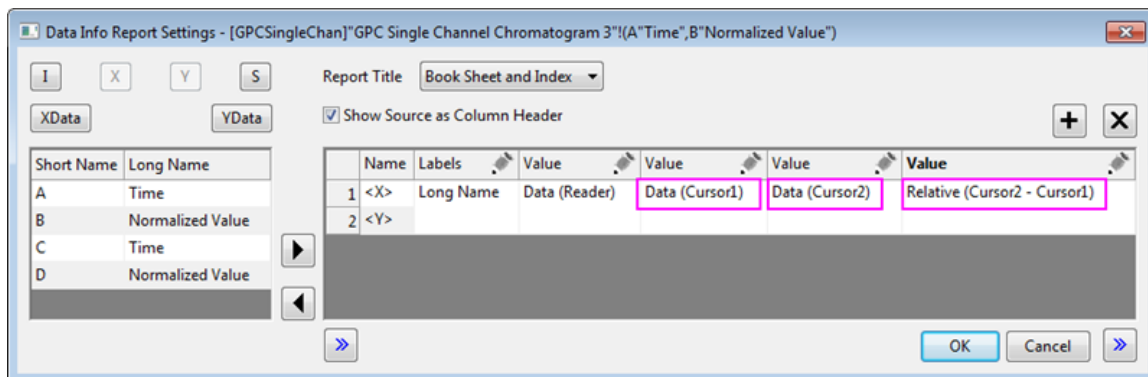 Data Info Report Settings - [GPCSingleChan]"GPC Single Channel Chromatogram 3"!(A"Time",B"Normalized Value")
I X Y S Report Title Book Sheet and Index
XData YData Show Source as Column Header
Short Name Long Name
A Time
B Normalized Value
C Time
D Normalized Value
Name Labels Value Value Value Value
1 <X> Long Name Data (Reader) Data (Cursor1) Data (Cursor2) Relative (Cursor2 - Cursor1)
2 <Y>
OK Cancel